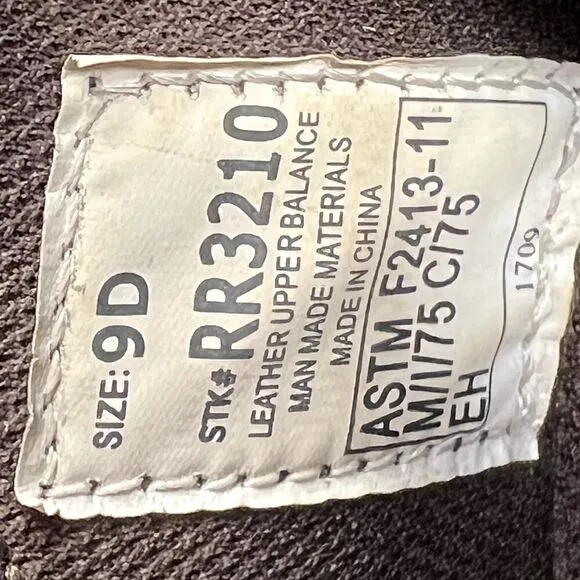 SIZE: 9D
STK# RR3210
LEATHER UPPER BALANCE
MAN MADE MATERIALS
MADE IN CHINA
ASTM F2413-11
M/I/75 C/75
EH
1709